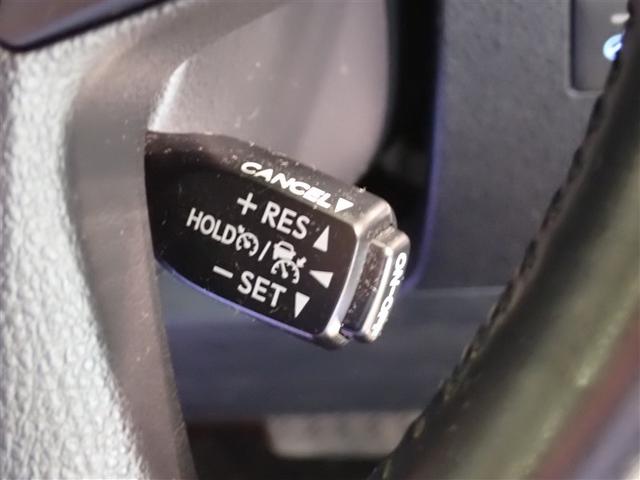 CANCEL
+ RES
HOLD /
- SET
ON-OFF